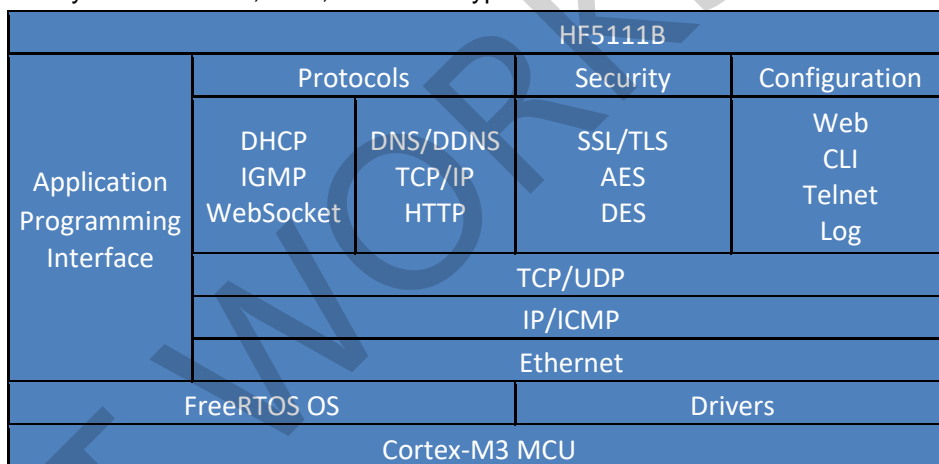 HF5111B
Protocols
Security
Configuration
Application
Programming
Interface
DHCP
IGMP
WebSocket
DNS/DDNS
TCP/IP
HTTP
SSL/TLS
AES
DES
Web
CLI
Telnet
Log
TCP/UDP
IP/ICMP
Ethernet
FreeRTOS OS
Drivers
Cortex-M3 MCU